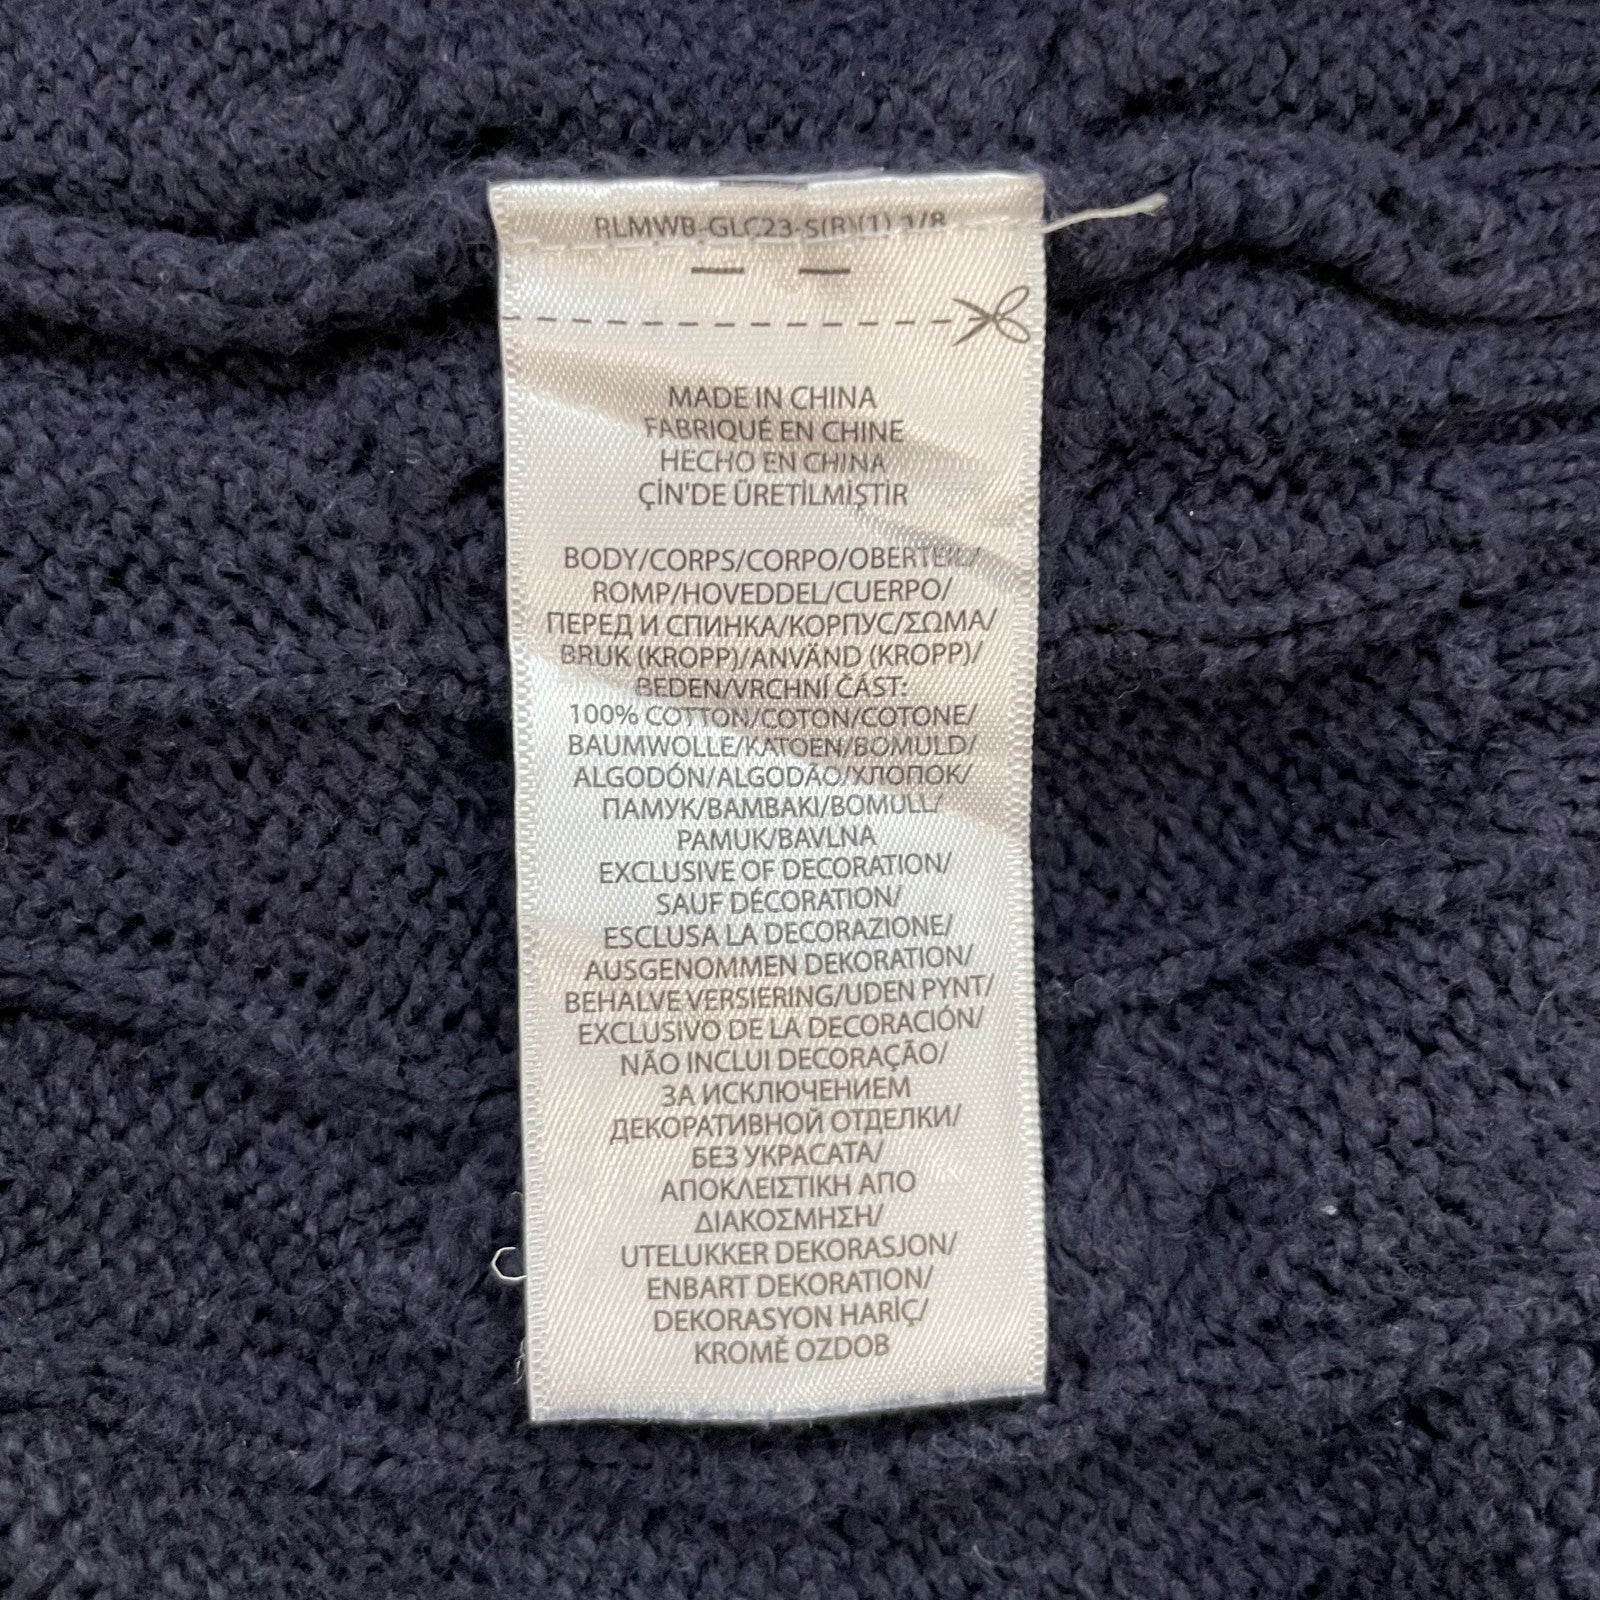 RLMWB-GLC23-S(R)(1) 1/8
MADE IN CHINA
FABRIQUÉ EN CHINE
HECHO EN CHINA
ÇİN'DE ÜRETİLMİŞTİR
BODY/CORPS/CORPO/OBERTEIL/
ROMP/HOVEDDEL/CUERPO/
ПЕРЕД И СПИНКА/КОРПУС/ΣΩΜΑ/
BRUK (KROPP)/ANVÄND (KROPP)/
BEDEN/VRCHNÍ ČÁST:
100% COTTON/COTON/COTONE/
BAUMWOLLE/KATOEN/BOMULD/
ALGODÓN/ALGODÃO/ХЛОПОК/
ПАМУК/ΒΑΜΒΑΚΙ/BOMULL/
PAMUK/BAVLNA
EXCLUSIVE OF DECORATION/
SAUF DÉCORATION/
ESCLUSA LA DECORAZIONE/
AUSGENOMMEN DEKORATION/
BEHALVE VERSIERING/UDEN PYNT/
EXCLUSIVO DE LA DECORACIÓN/
NÃO INCLUI DECORAÇÃO/
ЗА ИСКЛЮЧЕНИЕМ
ДЕКОРАТИВНОЙ ОТДЕЛКИ/
БЕЗ УКРАСАТА/
ΑΠΟΚΛΕΙΣΤΙΚΗ ΑΠΟ
ΔΙΑΚΟΣΜΗΣΗ/
UTELUKKER DEKORASJON/
ENBART DEKORATION/
DEKORASYON HARİÇ/
KROMĚ OZDOB